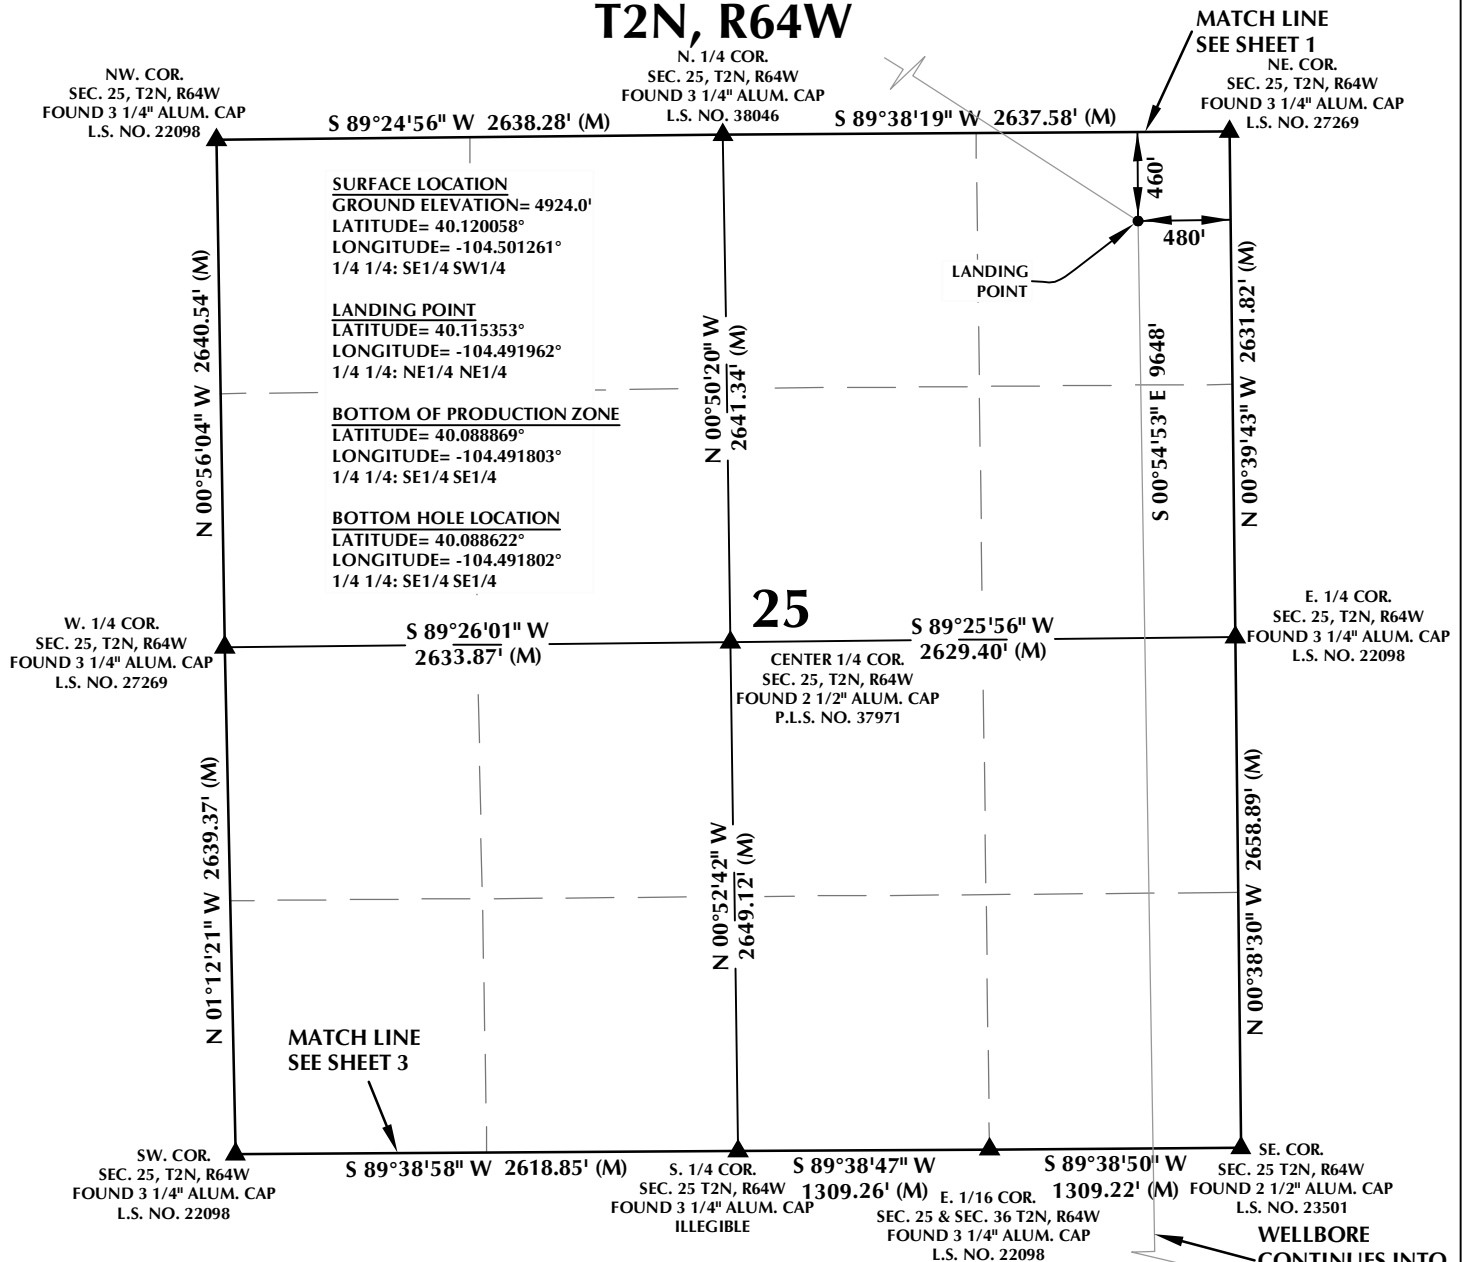 T2N, R64W
MATCH LINE
SEE SHEET 1
NW. COR.
SEC. 25, T2N, R64W
FOUND 3 1/4" ALUM. CAP
L.S. NO. 22098
N. 1/4 COR.
SEC. 25, T2N, R64W
FOUND 3 1/4" ALUM. CAP
L.S. NO. 38046
NE. COR.
SEC. 25, T2N, R64W
FOUND 3 1/4" ALUM. CAP
L.S. NO. 27269
S 89°24'56" W 2638.28' (M)
S 89°38'19" W 2637.58' (M)
SURFACE LOCATION
GROUND ELEVATION= 4924.0'
LATITUDE= 40.120058°
LONGITUDE= -104.501261°
1/4 1/4: SE1/4 SW1/4
LANDING POINT
LATITUDE= 40.115353°
LONGITUDE= -104.491962°
1/4 1/4: NE1/4 NE1/4
BOTTOM OF PRODUCTION ZONE
LATITUDE= 40.088869°
LONGITUDE= -104.491803°
1/4 1/4: SE1/4 SE1/4
BOTTOM HOLE LOCATION
LATITUDE= 40.088622°
LONGITUDE= -104.491802°
1/4 1/4: SE1/4 SE1/4
460'
480'
LANDING
POINT
N 00°56'04" W 2640.54' (M)
N 00°50'20" W
2641.34' (M)
S 00°54'53" E 9648'
N 00°39'43" W 2631.82' (M)
25
W. 1/4 COR.
SEC. 25, T2N, R64W
FOUND 3 1/4" ALUM. CAP
L.S. NO. 27269
S 89°26'01" W
2633.87' (M)
S 89°25'56" W
2629.40' (M)
CENTER 1/4 COR.
SEC. 25, T2N, R64W
FOUND 2 1/2" ALUM. CAP
P.L.S. NO. 37971
E. 1/4 COR.
SEC. 25, T2N, R64W
FOUND 3 1/4" ALUM. CAP
L.S. NO. 22098
N 01°12'21" W 2639.37' (M)
N 00°52'42" W
2649.12' (M)
N 00°38'30" W 2658.89' (M)
MATCH LINE
SEE SHEET 3
SW. COR.
SEC. 25, T2N, R64W
FOUND 3 1/4" ALUM. CAP
L.S. NO. 22098
S 89°38'58" W 2618.85' (M)
S. 1/4 COR.
SEC. 25 T2N, R64W
FOUND 3 1/4" ALUM. CAP
ILLEGIBLE
S 89°38'47" W
1309.26' (M)
E. 1/16 COR.
SEC. 25 & SEC. 36 T2N, R64W
FOUND 3 1/4" ALUM. CAP
L.S. NO. 22098
S 89°38'50" W
1309.22' (M)
SE. COR.
SEC. 25 T2N, R64W
FOUND 2 1/2" ALUM. CAP
L.S. NO. 23501
WELLBORE
CONTINUES INTO